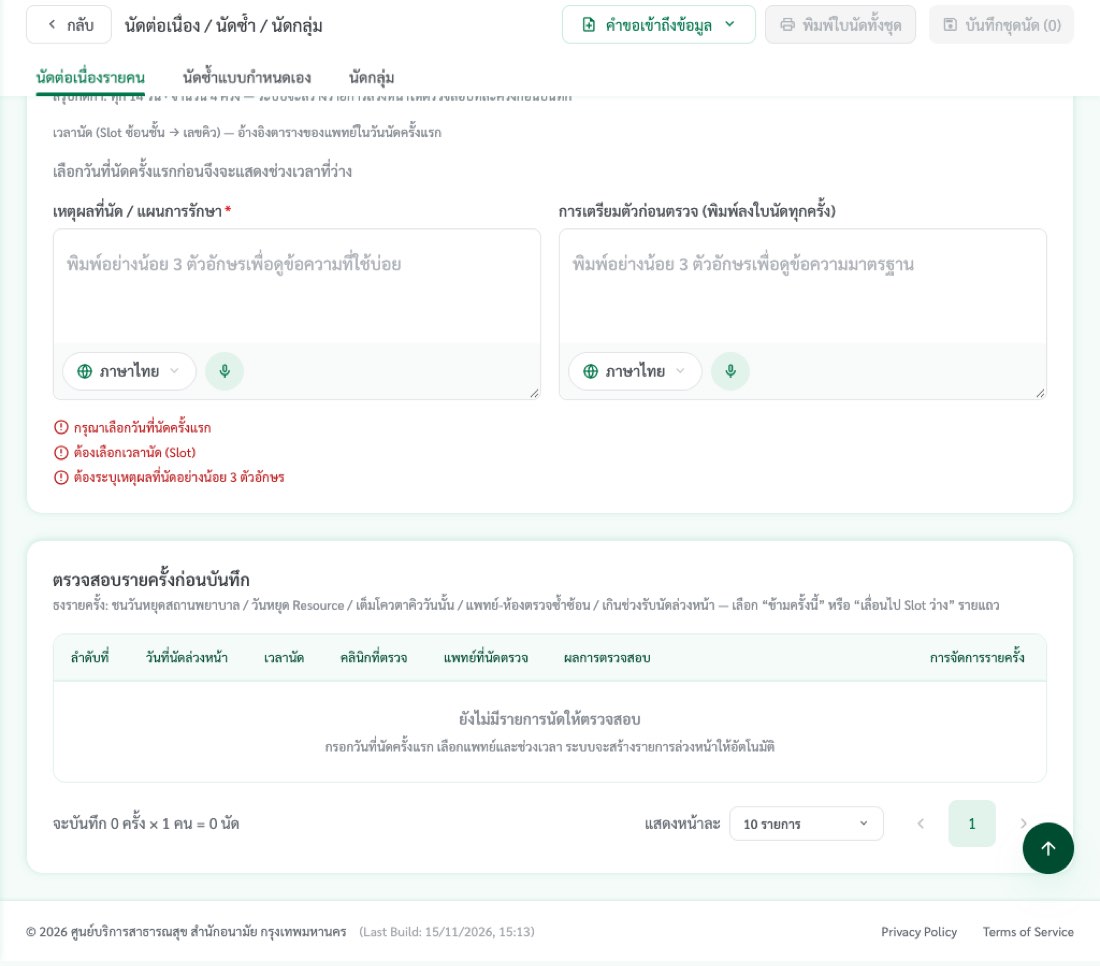 กลับ
นัดต่อเนื่อง / นัดซ้ำ / นัดกลุ่ม
คำขอเข้าถึงข้อมูล
พิมพ์ใบนัดทั้งชุด
บันทึกชุดนัด (0)
นัดต่อเนื่องรายคน
นัดซ้ำแบบกำหนดเอง
นัดกลุ่ม
เวลานัด (Slot ซ้อนชั้น → เลขคิว) — อ้างอิงตารางของแพทย์ในวันนัดครั้งแรก
เลือกวันที่นัดครั้งแรกก่อนจึงจะแสดงช่วงเวลาที่ว่าง
เหตุผลที่นัด / แผนการรักษา *
การเตรียมตัวก่อนตรวจ (พิมพ์ลงใบนัดทุกครั้ง)
พิมพ์อย่างน้อย 3 ตัวอักษรเพื่อดูข้อความที่ใช้บ่อย
พิมพ์อย่างน้อย 3 ตัวอักษรเพื่อดูข้อความมาตรฐาน
ภาษาไทย
ภาษาไทย
กรุณาเลือกวันที่นัดครั้งแรก
ต้องเลือกเวลานัด (Slot)
ต้องระบุเหตุผลที่นัดอย่างน้อย 3 ตัวอักษร
ตรวจสอบรายครั้งก่อนบันทึก
ธงรายครั้ง: ชนวันหยุดสถานพยาบาล / วันหยุด Resource / เต็มโควตาคิววันนั้น / แพทย์-ห้องตรวจซ้ำซ้อน / เกินช่วงรับนัดล่วงหน้า — เลือก “ข้ามครั้งนี้” หรือ “เลื่อนไป Slot ว่าง” รายแถว
ลำดับที่
วันที่นัดล่วงหน้า
เวลานัด
คลินิกที่ตรวจ
แพทย์ที่นัดตรวจ
ผลการตรวจสอบ
การจัดการรายครั้ง
ยังไม่มีรายการนัดให้ตรวจสอบ
กรอกวันที่นัดครั้งแรก เลือกแพทย์และช่วงเวลา ระบบจะสร้างรายการล่วงหน้าให้อัตโนมัติ
จะบันทึก 0 ครั้ง × 1 คน = 0 นัด
แสดงหน้าละ
10 รายการ
1
© 2026 ศูนย์บริการสาธารณสุข สำนักอนามัย กรุงเทพมหานคร
(Last Build: 15/11/2026, 15:13)
Privacy Policy
Terms of Service